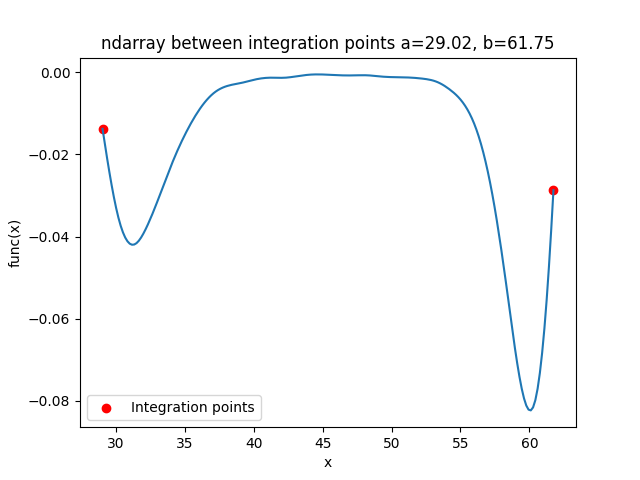 ndarray between integration points a=29.02, b=61.75
0.00
−0.02
−0.04
−0.06
−0.08
func(x)
Integration points
30 35 40 45 50 55 60
x